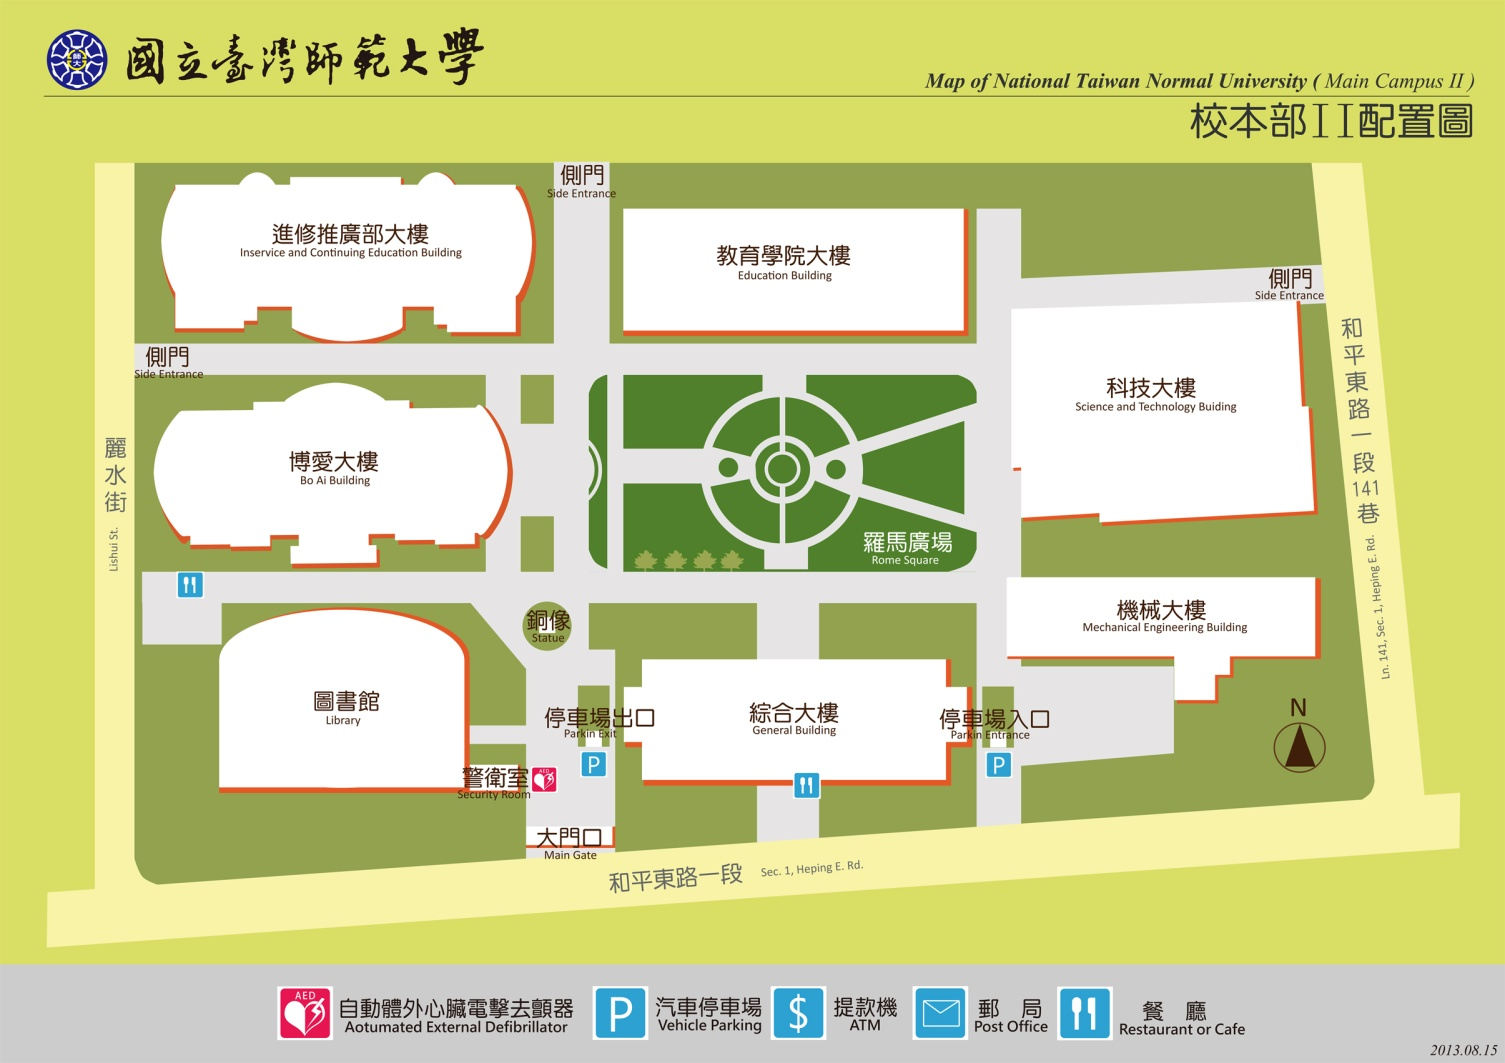 國立臺灣師範大學
Map of National Taiwan Normal University ( Main Campus II )
校本部II配置圖
側門
Side Entrance
進修推廣部大樓
Inservice and Continuing Education Building
教育學院大樓
Education Building
側門
Side Entrance
側門
Side Entrance
科技大樓
Science and Technology Buiding
和平東路一段141巷
Ln. 141, Sec. 1, Heping E. Rd.
麗水街
Lishui St.
博愛大樓
Bo Ai Building
羅馬廣場
Rome Square
銅像
Statue
機械大樓
Mechanical Engineering Building
圖書館
Library
停車場出口
Parkin Exit
P
綜合大樓
General Building
停車場入口
Parkin Entrance
P
N
警衛室
Security Room
AED
大門口
Main Gate
和平東路一段 Sec. 1, Heping E. Rd.
AED
自動體外心臟電擊去顫器
Aotumated External Defibrillator
P
汽車停車場
Vehicle Parking
$
提款機
ATM
郵 局
Post Office
餐 廳
Restaurant or Cafe
2013.08.15